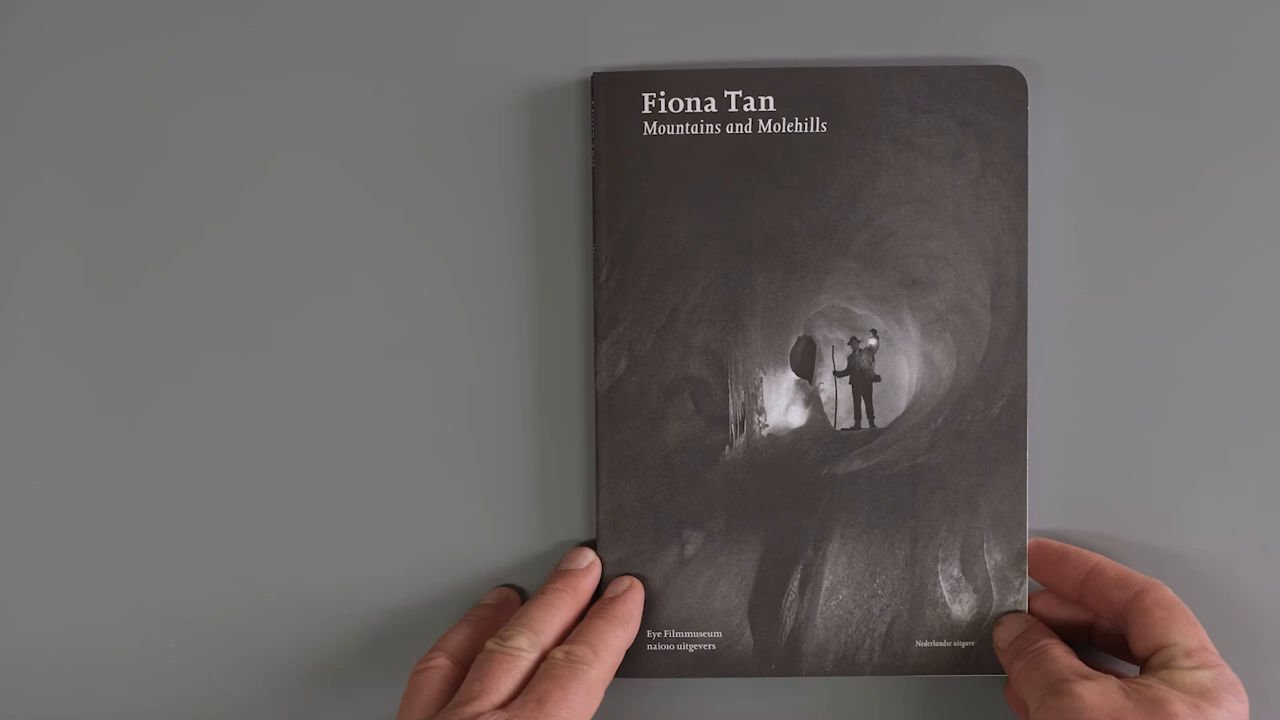 Fiona Tan
Mountains and Molehills
Eye Filmmuseum
nai010 uitgevers
Nederlandse uitgave